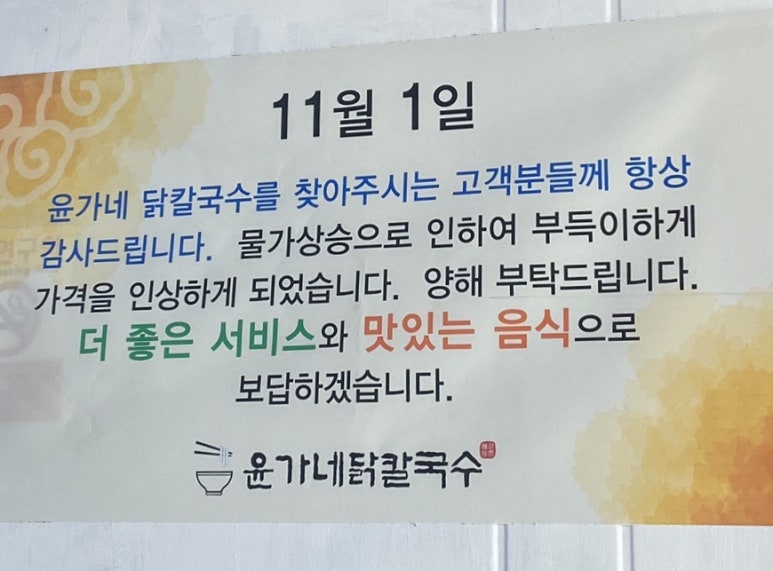 11월 1일
윤가네 닭칼국수를 찾아주시는 고객분들께 항상
감사드립니다. 물가상승으로 인하여 부득이하게
가격을 인상하게 되었습니다. 양해 부탁드립니다.
더 좋은 서비스와 맛있는 음식으로
보답하겠습니다.
윤가네닭칼국수